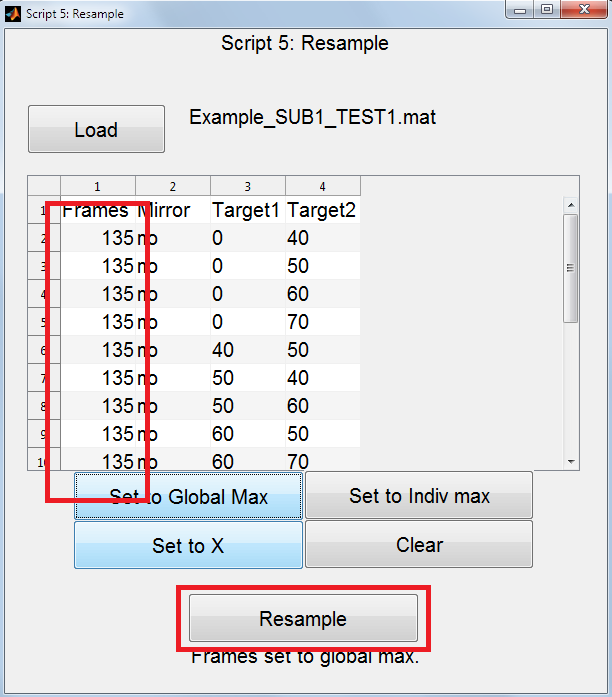 Script 5: Resample
Script 5: Resample
Load
Example_SUB1_TEST1.mat
1 2 3 4
1 Frames Mirror Target1 Target2
2 135 no 0 40
3 135 no 0 50
4 135 no 0 60
5 135 no 0 70
6 135 no 40 50
7 135 no 50 40
8 135 no 50 60
9 135 no 60 50
10 135 no 60 70
Set to Global Max Set to Indiv max
Set to X Clear
Resample
Frames set to global max.